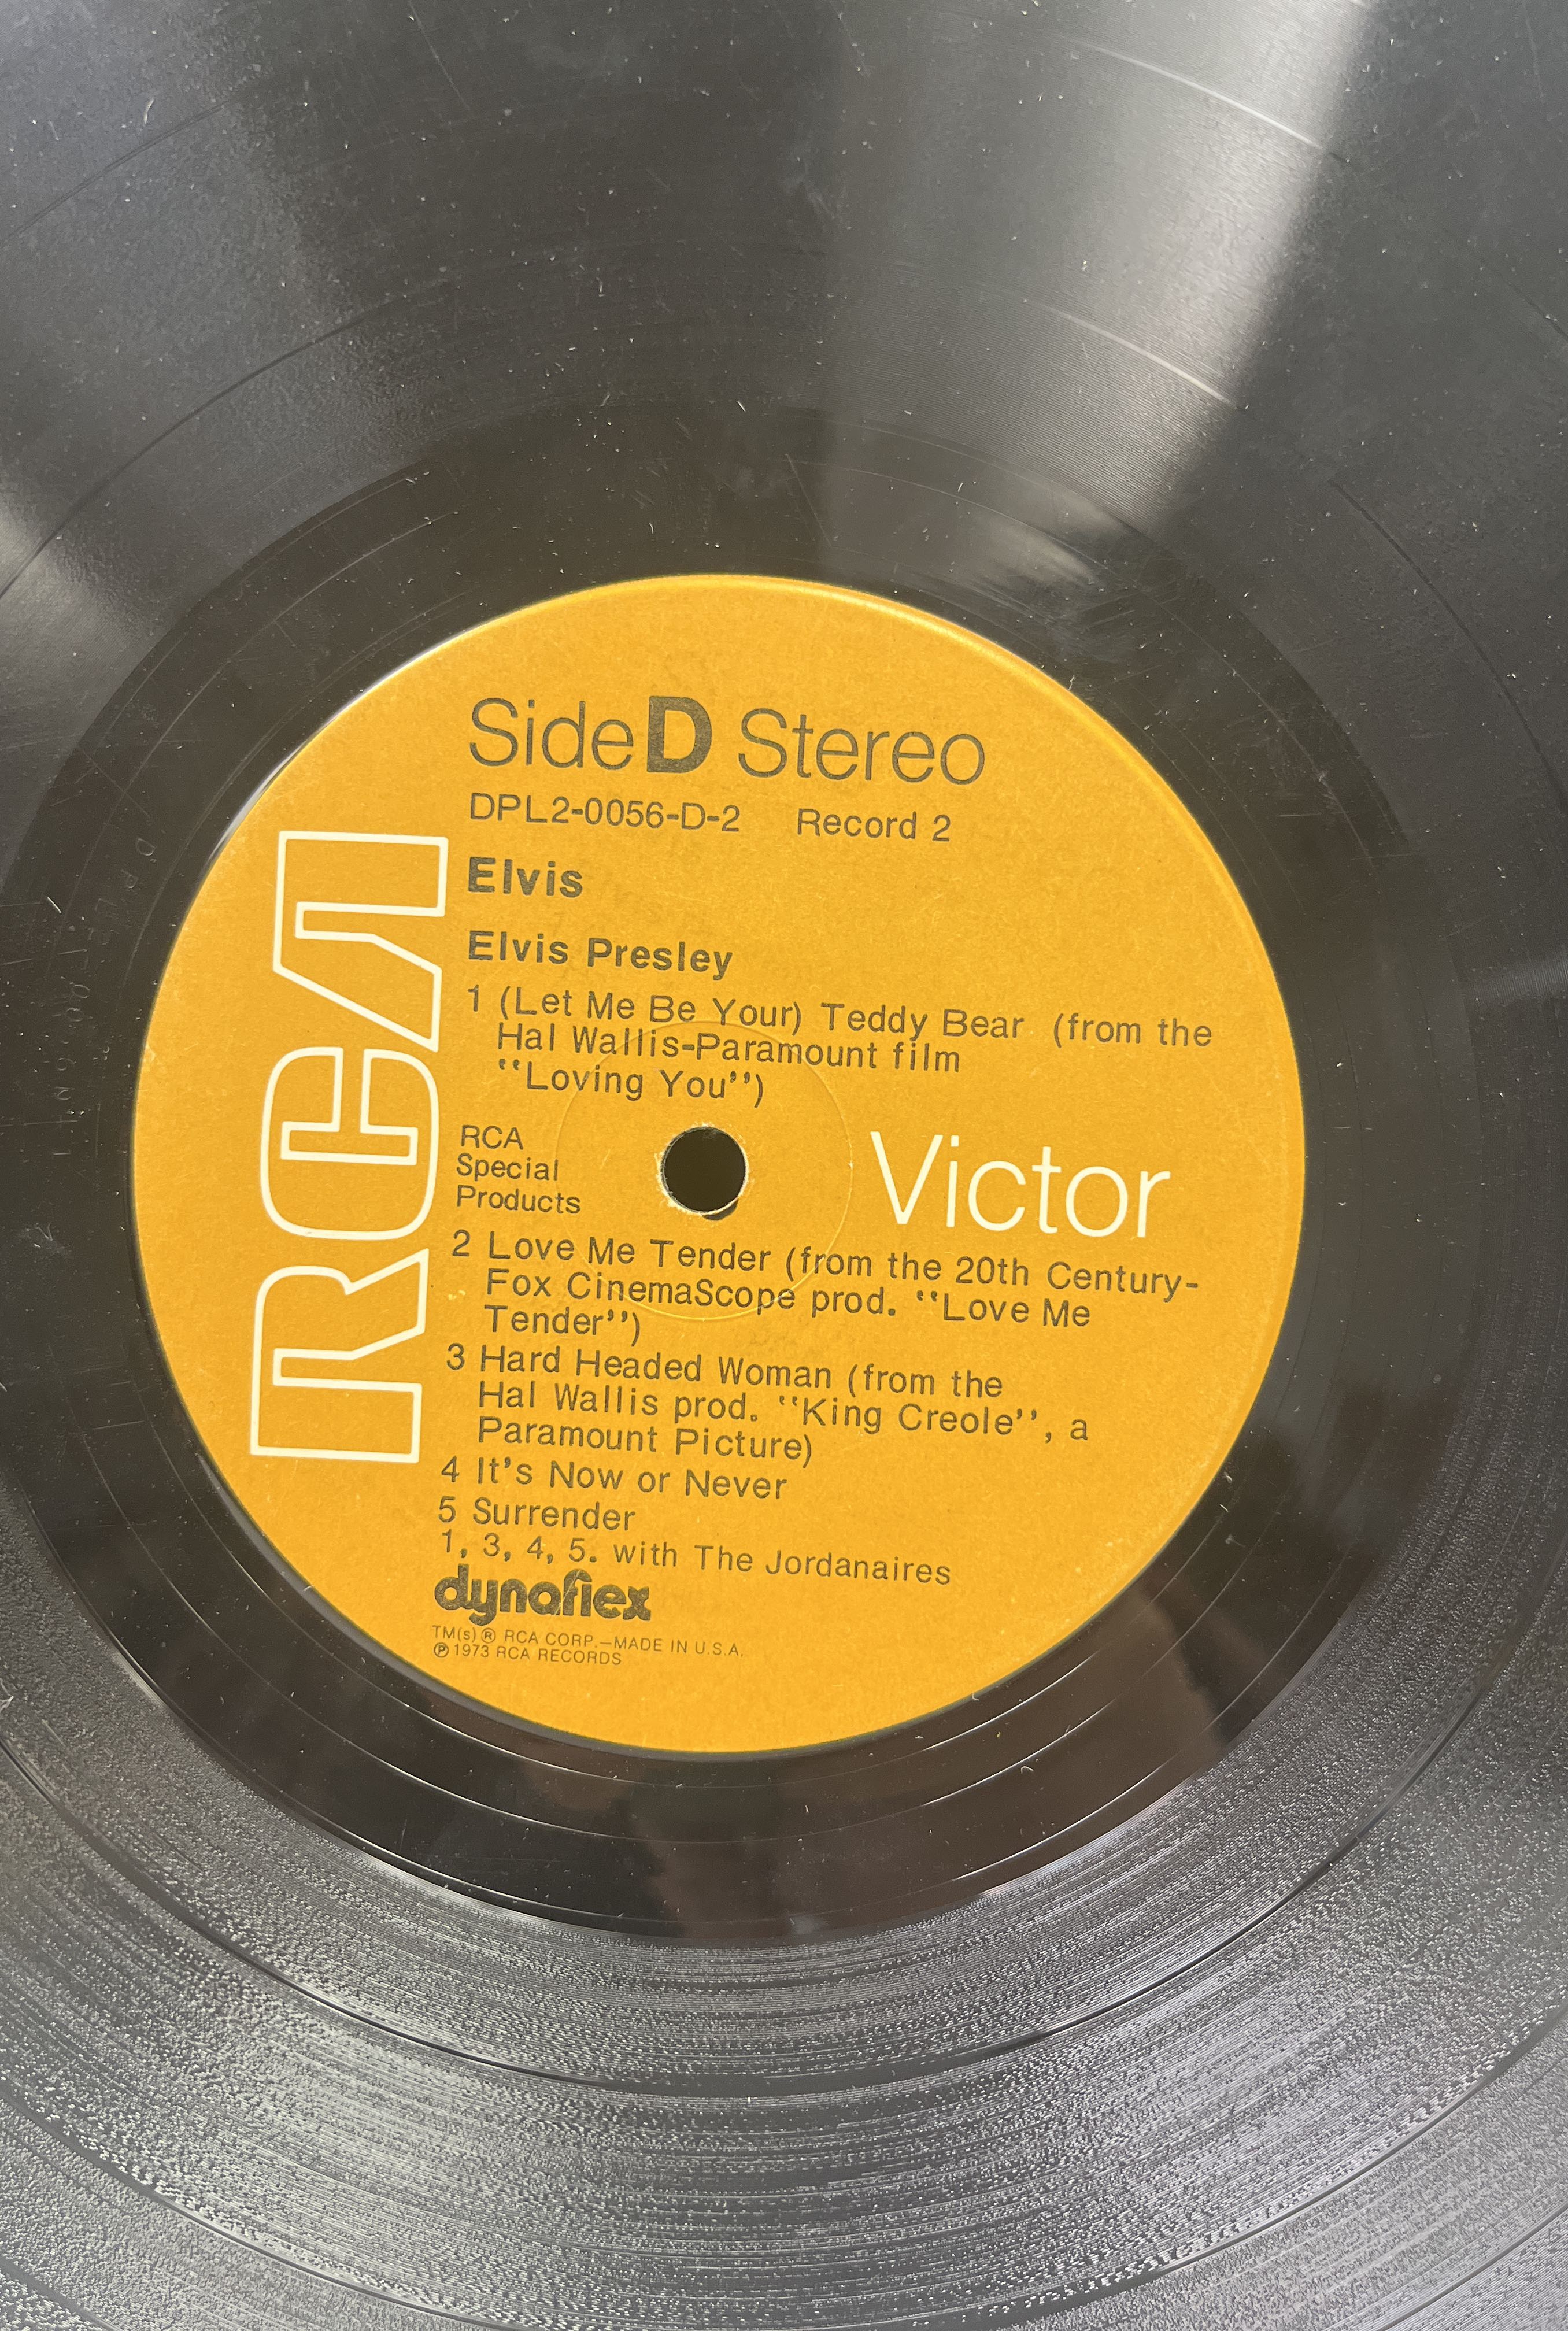 Side D Stereo
DPL2-0056-D-2 Record 2
Elvis
Elvis Presley
1 (Let Me Be Your) Teddy Bear (from the
Hal Wallis-Paramount film
"Loving You")
RCA
Special
Products
Victor
RCA
2 Love Me Tender (from the 20th Century-
Fox CinemaScope prod. "Love Me
Tender")
3 Hard Headed Woman (from the
Hal Wallis prod. "King Creole", a
Paramount Picture)
4 It's Now or Never
5 Surrender
1, 3, 4, 5. with The Jordanaires
dynaflex
TM(s) ® RCA CORP.—MADE IN U.S.A.
℗ 1973 RCA RECORDS